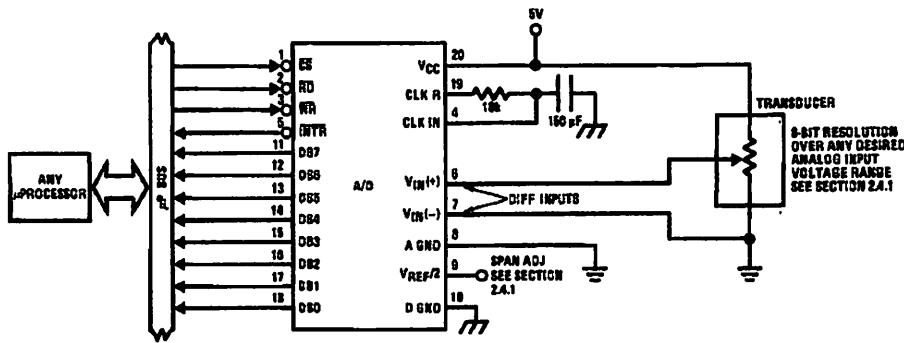 5V
1 CS
2 RD
3 WR
5 INTR
11 DB7
12 DB6
13 DB5
14 DB4
15 DB3
16 DB2
17 DB1
18 DB0
ANY
µPROCESSOR
µP BUS
A/D
VCC 20
CLK R 19
CLK IN 4
10k
150 pF
VIN(+) 6
VIN(–) 7
DIFF INPUTS
A GND 8
VREF/2 9
D GND 10
SPAN ADJ
SEE SECTION
2.4.1
TRANSDUCER
8-BIT RESOLUTION
OVER ANY DESIRED
ANALOG INPUT
VOLTAGE RANGE
SEE SECTION 2.4.1